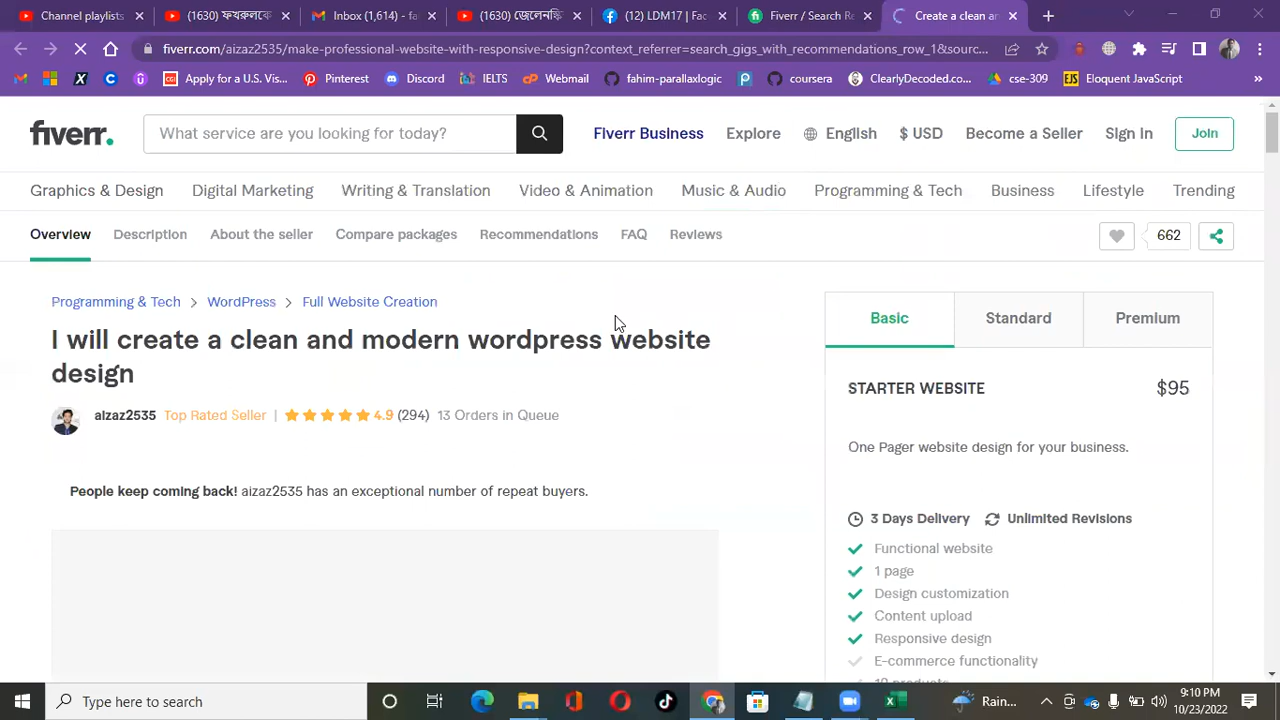 (1630) ফযরুলকে
Channel playlists
Inbox (1,614) - fa
(1630) জেলেনস্কি
(12) LDM17 | Fac
Fiverr / Search Re
Create a clean an
fiverr.com/aizaz2535/make-professional-website-with-responsive-design?context_referrer=search_gigs_with_recommendations_row_1&sourc...
Apply for a U.S. Vis...
Pinterest
Discord
IELTS
Webmail
fahim-parallaxlogic
coursera
ClearlyDecoded.co...
cse-309
EJS
Eloquent JavaScript
»
fiverr.
What service are you looking for today?
Fiverr Business
Explore
English
$ USD
Become a Seller
Sign In
Join
Graphics & Design
Digital Marketing
Writing & Translation
Video & Animation
Music & Audio
Programming & Tech
Business
Lifestyle
Trending
Overview
Description
About the seller
Compare packages
Recommendations
FAQ
Reviews
662
Programming & Tech > WordPress > Full Website Creation
I will create a clean and modern wordpress website
design
aizaz2535 Top Rated Seller | 4.9 (294) 13 Orders in Queue
People keep coming back! aizaz2535 has an exceptional number of repeat buyers.
Basic
Standard
Premium
STARTER WEBSITE
$95
One Pager website design for your business.
3 Days Delivery
Unlimited Revisions
Functional website
1 page
Design customization
Content upload
Responsive design
E-commerce functionality
Type here to search
Rain...
9:10 PM
10/23/2022